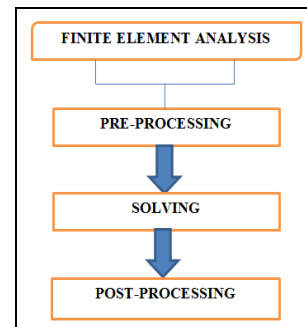 FINITE ELEMENT ANALYSIS
PRE-PROCESSING
SOLVING
POST-PROCESSING